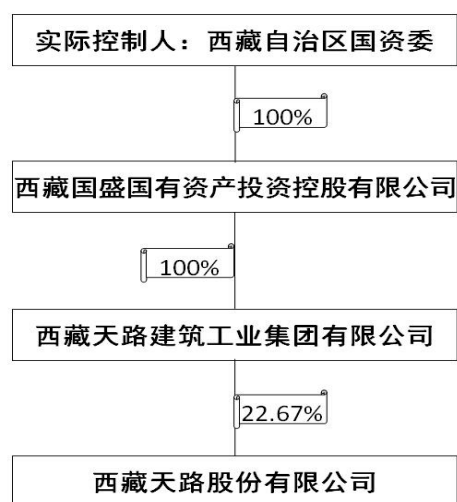 实际控制人：西藏自治区国资委
100%
西藏国盛国有资产投资控股有限公司
100%
西藏天路建筑工业集团有限公司
22.67%
西藏天路股份有限公司